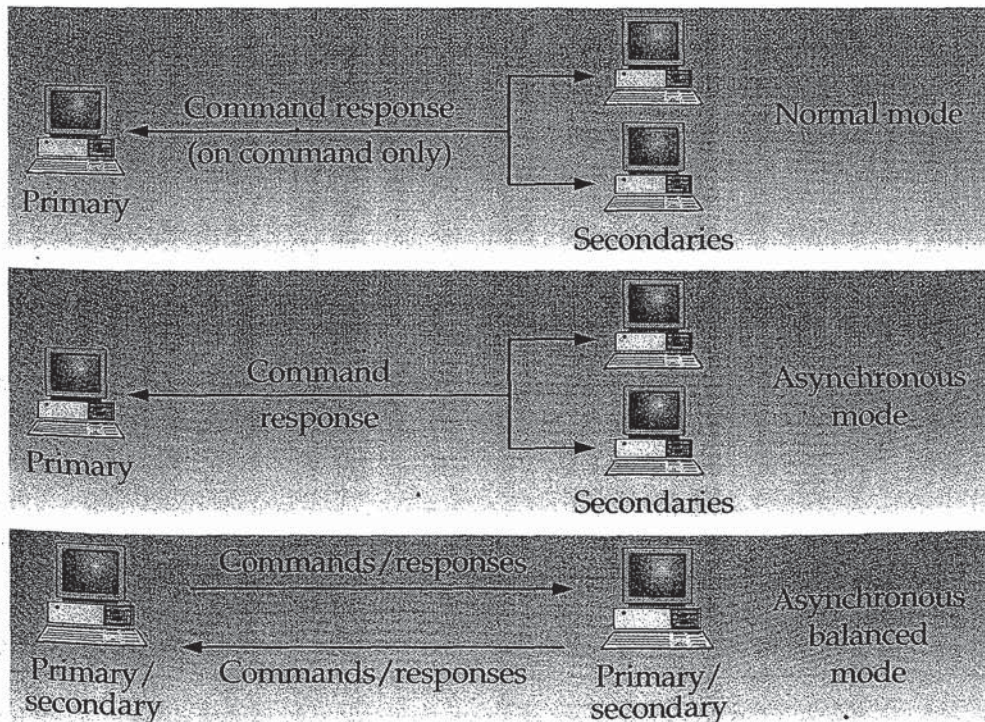 Command response
(on command only)
Primary
Secondaries
Normal mode
Command
response
Primary
Secondaries
Asynchronous
mode
Commands/responses
Commands/responses
Primary/
secondary
Primary/
secondary
Asynchronous
balanced
mode